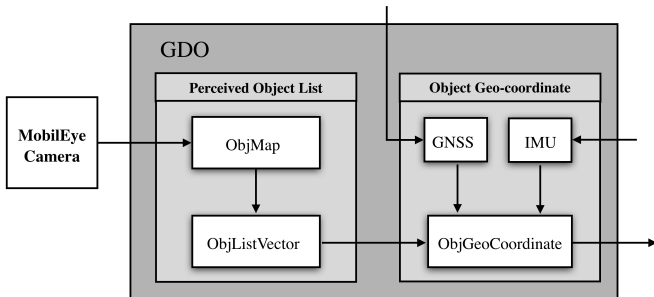 GDO
Perceived Object List
Object Geo-coordinate
MobilEye
Camera
ObjMap
GNSS
IMU
ObjListVector
ObjGeoCoordinate